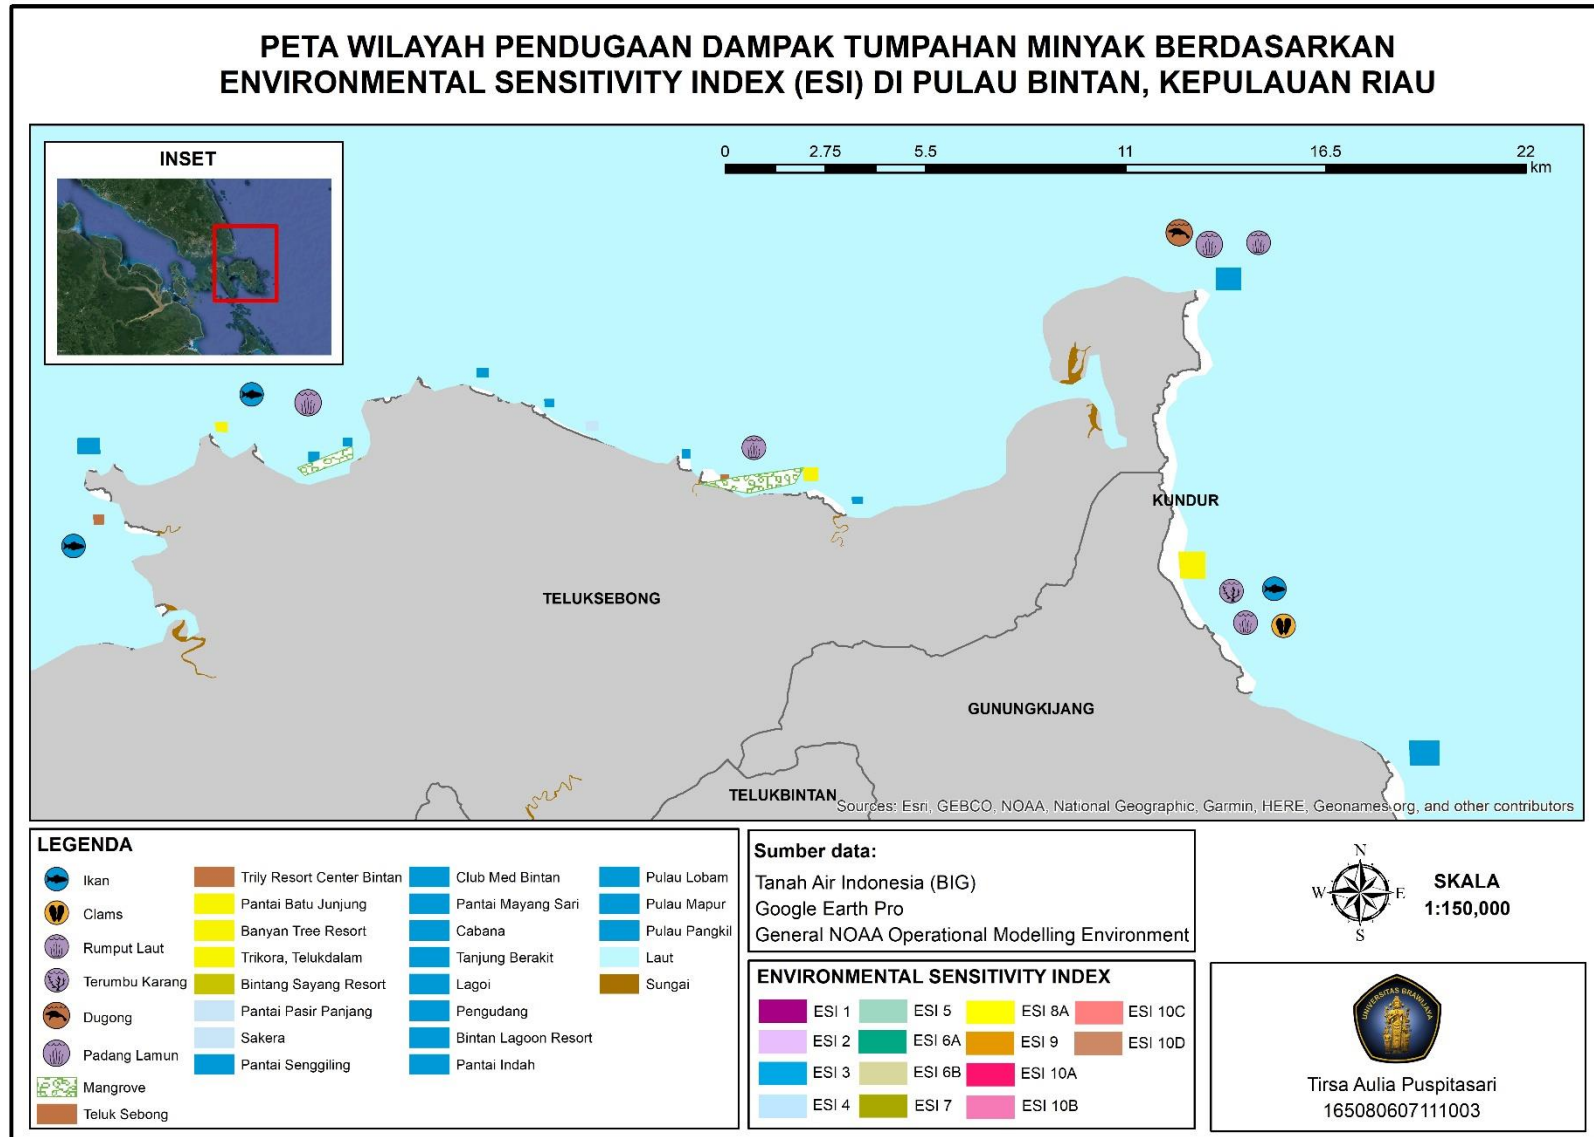 PETA WILAYAH PENDUGAAN DAMPAK TUMPAHAN MINYAK BERDASARKAN
ENVIRONMENTAL SENSITIVITY INDEX (ESI) DI PULAU BINTAN, KEPULAUAN RIAU
INSET
0 2.75 5.5 11 16.5 22
km
KUNDUR
TELUKSEBONG
GUNUNGKIJANG
TELUKBINTAN
Sources: Esri, GEBCO, NOAA, National Geographic, Garmin, HERE, Geonames.org, and other contributors
LEGENDA
Ikan
Clams
Rumput Laut
Terumbu Karang
Dugong
Padang Lamun
Mangrove
Teluk Sebong
Trily Resort Center Bintan
Pantai Batu Junjung
Banyan Tree Resort
Trikora, Telukdalam
Bintang Sayang Resort
Pantai Pasir Panjang
Sakera
Pantai Senggiling
Club Med Bintan
Pantai Mayang Sari
Cabana
Tanjung Berakit
Lagoi
Pengudang
Bintan Lagoon Resort
Pantai Indah
Pulau Lobam
Pulau Mapur
Pulau Pangkil
Laut
Sungai
Sumber data:
Tanah Air Indonesia (BIG)
Google Earth Pro
General NOAA Operational Modelling Environment
ENVIRONMENTAL SENSITIVITY INDEX
ESI 1
ESI 2
ESI 3
ESI 4
ESI 5
ESI 6A
ESI 6B
ESI 7
ESI 8A
ESI 9
ESI 10A
ESI 10B
ESI 10C
ESI 10D
N
W E
S
SKALA
1:150,000
UNIVERSITAS BRAWIJAYA
Tirsa Aulia Puspitasari
165080607111003